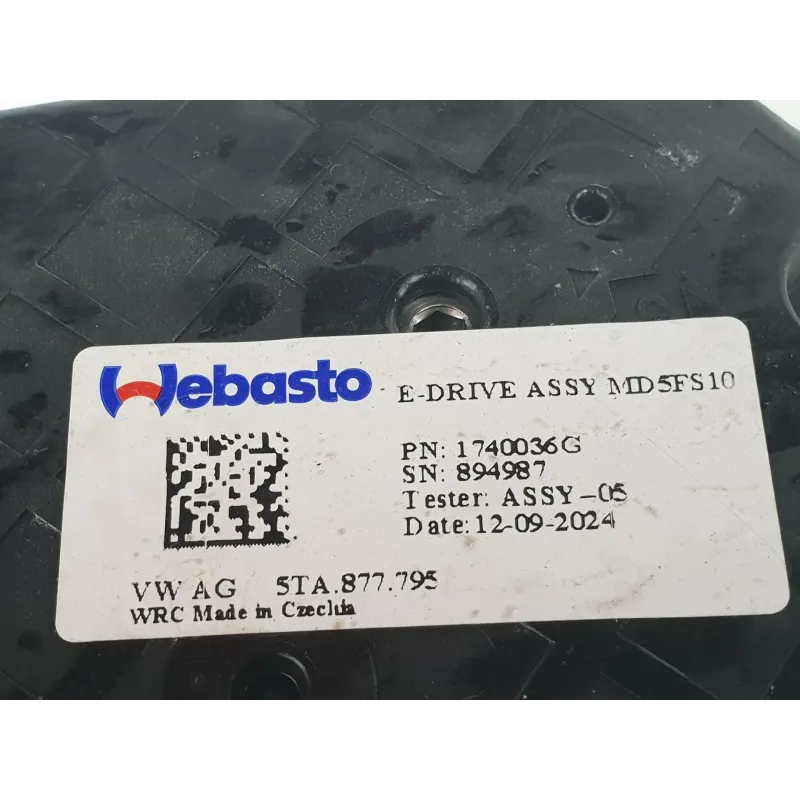 Webasto E-DRIVE ASSY MD5FS10
PN: 1740036G
SN: 894987
Tester: ASSY-05
Date: 12-09-2024
VW AG 5TA.877.795
WRC Made in Czechia